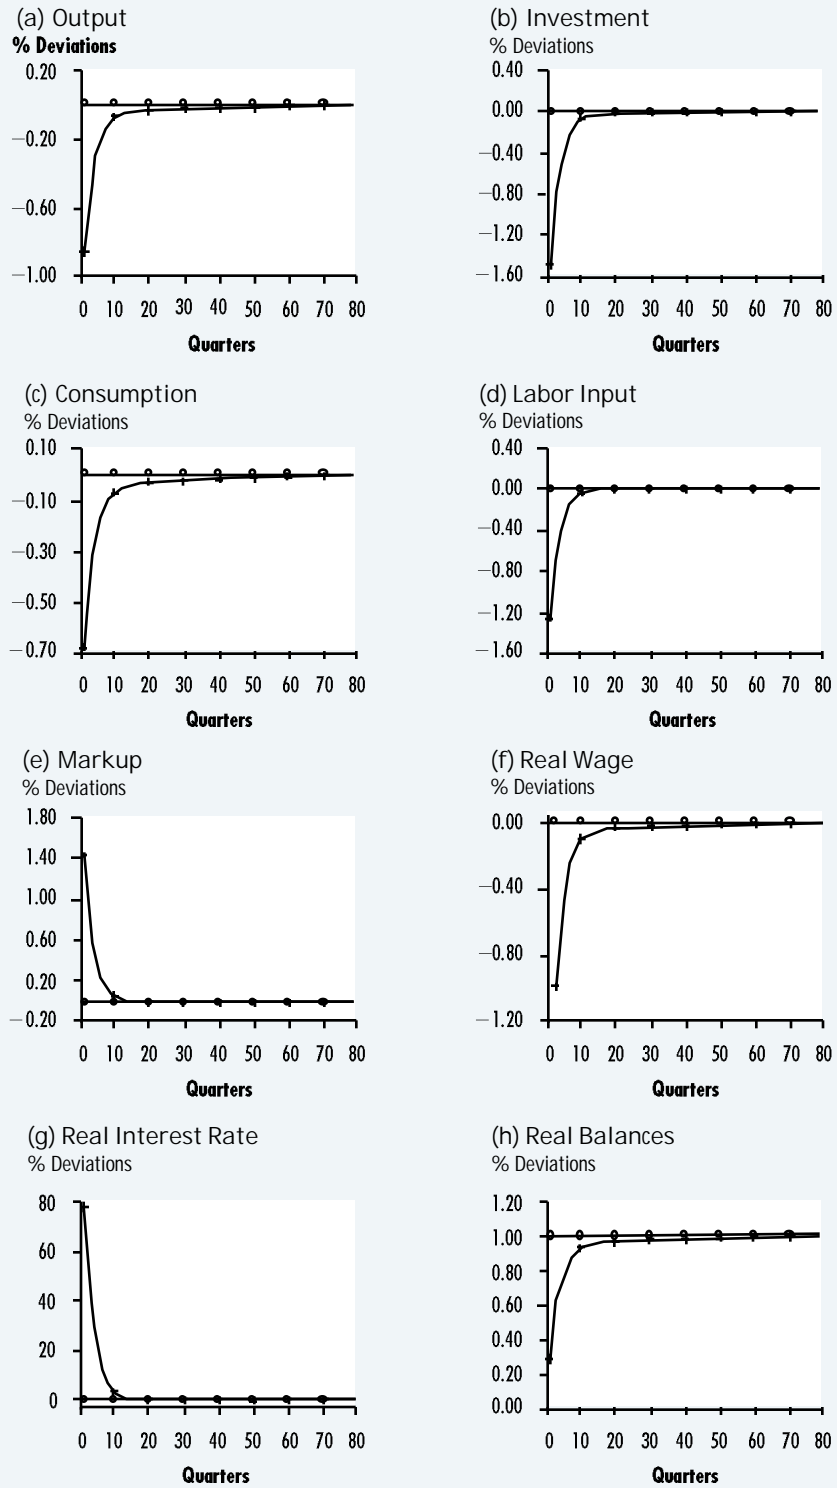 (a) Output
% Deviations
0.20
0.00
−0.20
−0.60
−1.00
0 10 20 30 40 50 60 70 80
Quarters
(b) Investment
% Deviations
0.40
0.00
−0.40
−0.80
−1.20
−1.60
0 10 20 30 40 50 60 70 80
Quarters
(c) Consumption
% Deviations
0.10
−0.10
−0.30
−0.50
−0.70
0 10 20 30 40 50 60 70 80
Quarters
(d) Labor Input
% Deviations
0.40
0.00
−0.40
−0.80
−1.20
−1.60
0 10 20 30 40 50 60 70 80
Quarters
(e) Markup
% Deviations
1.80
1.40
1.00
0.60
0.20
−0.20
0 10 20 30 40 50 60 70 80
Quarters
(f) Real Wage
% Deviations
0.00
−0.40
−0.80
−1.20
0 10 20 30 40 50 60 70 80
Quarters
(g) Real Interest Rate
% Deviations
80
60
40
20
0
0 10 20 30 40 50 60 70 80
Quarters
(h) Real Balances
% Deviations
1.20
1.00
0.80
0.60
0.40
0.20
0.00
0 10 20 30 40 50 60 70 80
Quarters